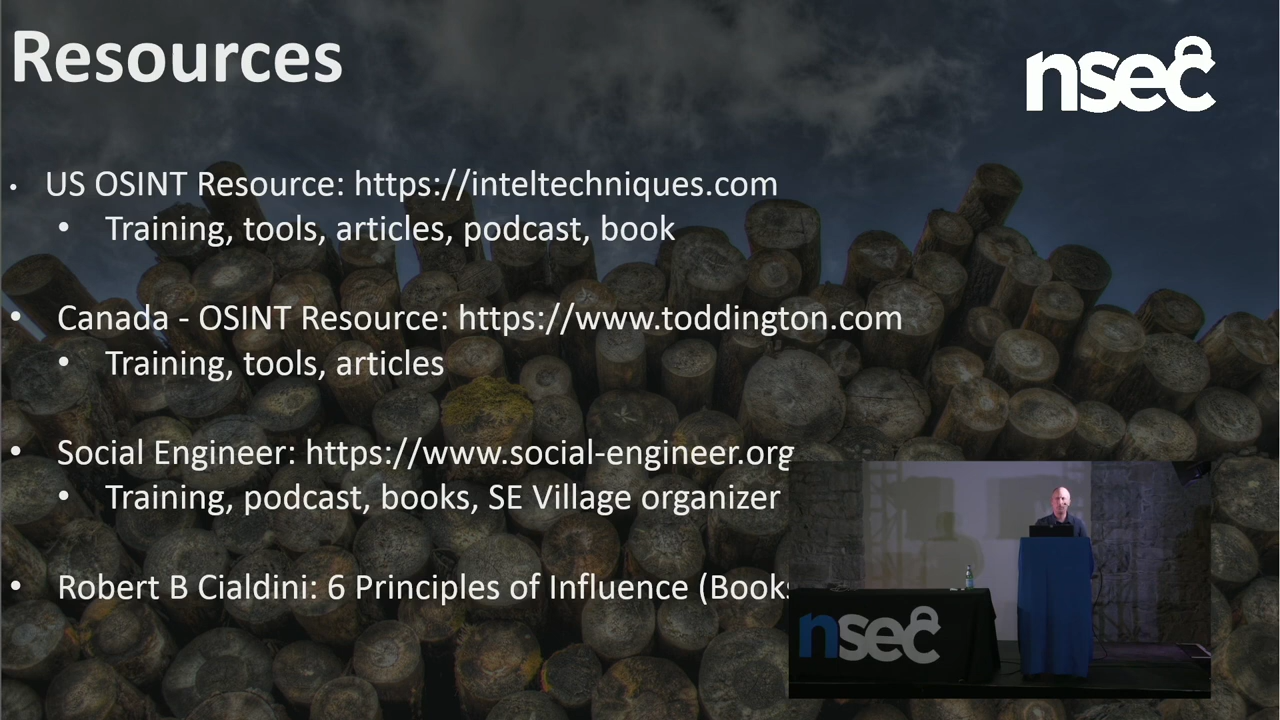 Resources
nsec
• US OSINT Resource: https://inteltechniques.com
• Training, tools, articles, podcast, book
• Canada - OSINT Resource: https://www.toddington.com
• Training, tools, articles
• Social Engineer: https://www.social-engineer.org
• Training, podcast, books, SE Village organizer
• Robert B Cialdini: 6 Principles of Influence (Books
nsec